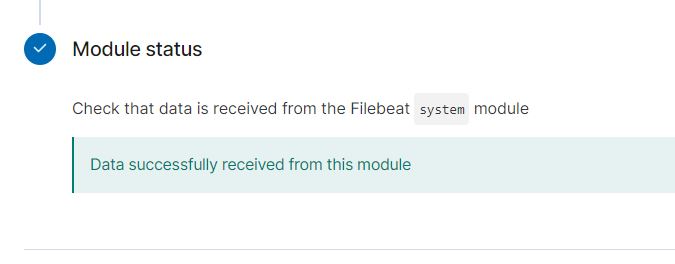 Module status
Check that data is received from the Filebeat system module
Data successfully received from this module